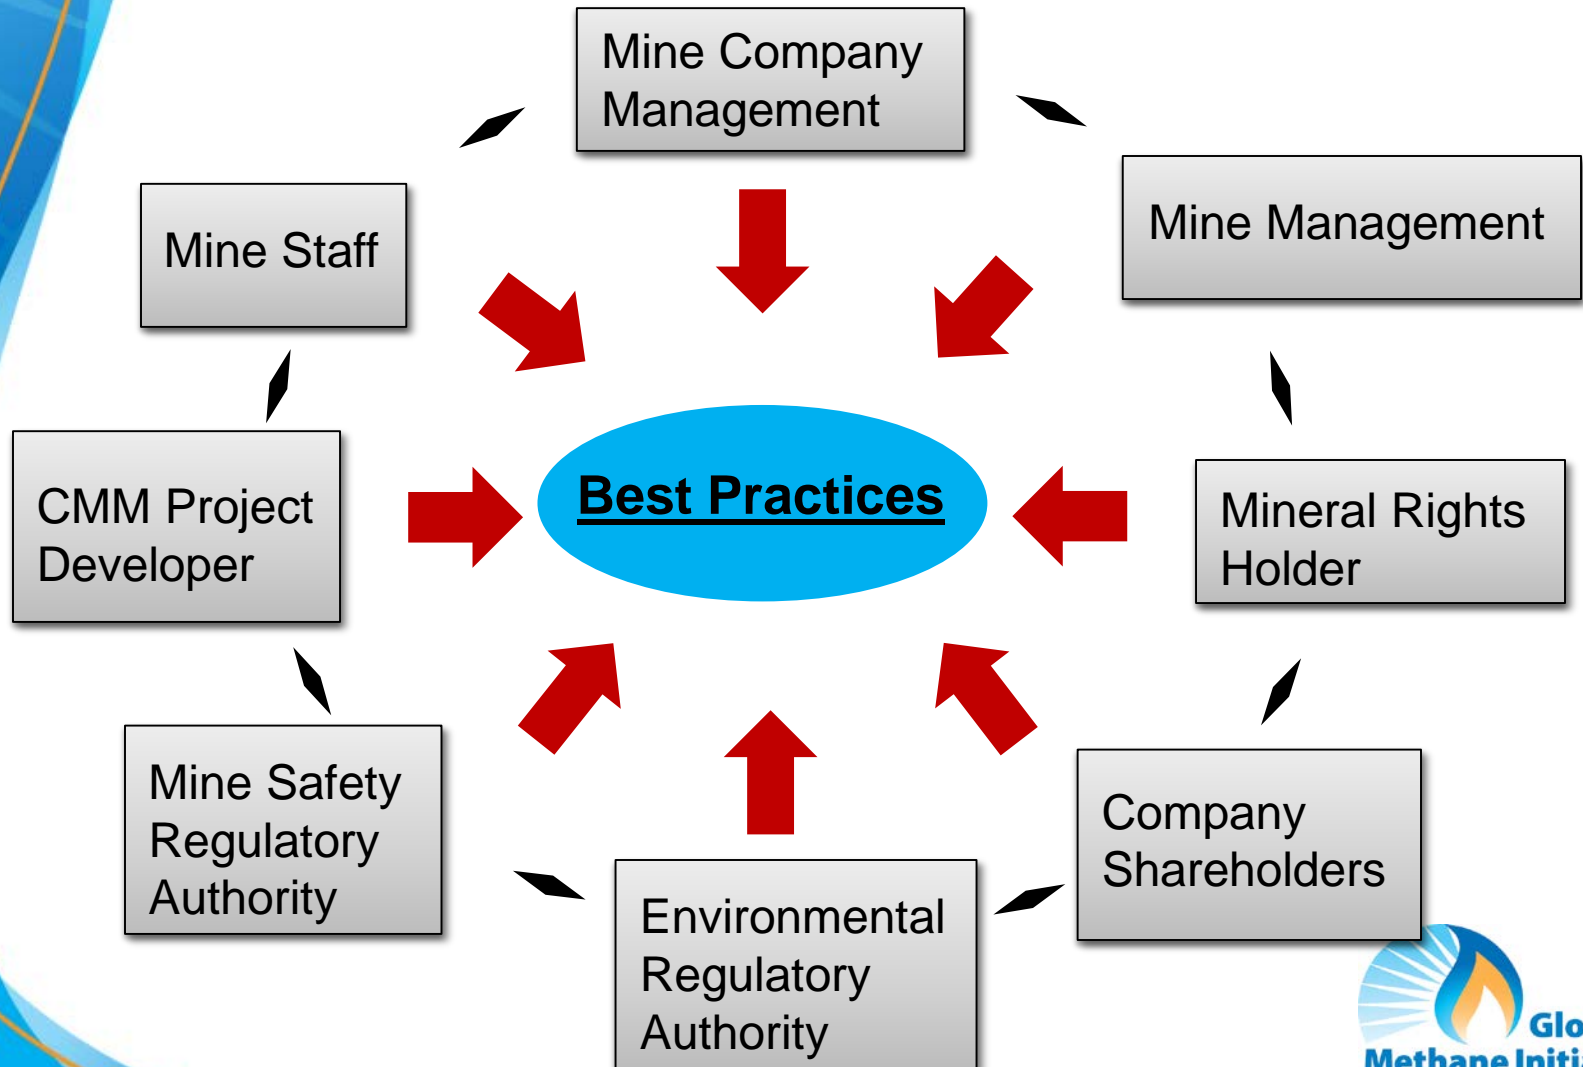 Mine Company
Management
Mine Staff
Mine Management
Best Practices
CMM Project
Developer
Mineral Rights
Holder
Mine Safety
Regulatory
Authority
Company
Shareholders
Environmental
Regulatory
Authority
Methane